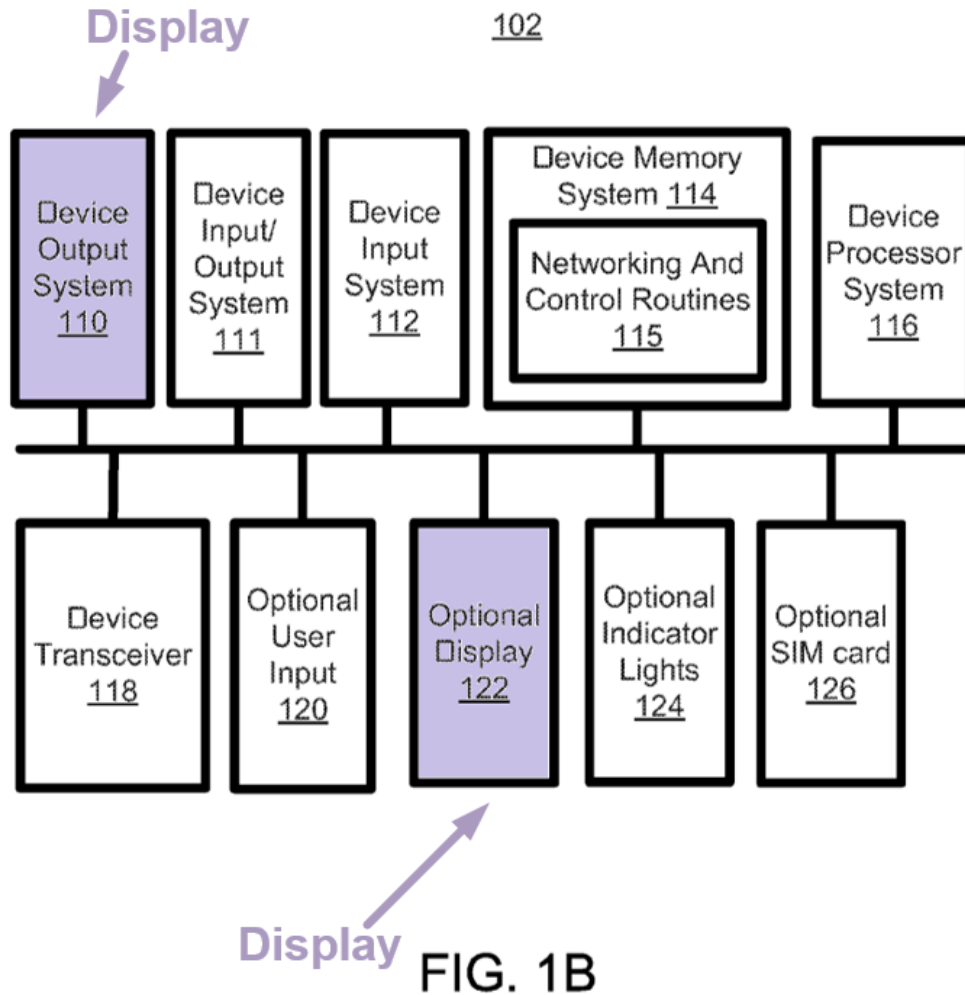 Display
102
Device
Output
System
110
Device
Input/
Output
System
111
Device
Input
System
112
Device Memory
System 114
Networking And
Control Routines
115
Device
Processor
System
116
Device
Transceiver
118
Optional
User
Input
120
Optional
Display
122
Optional
Indicator
Lights
124
Optional
SIM card
126
Display
FIG. 1B